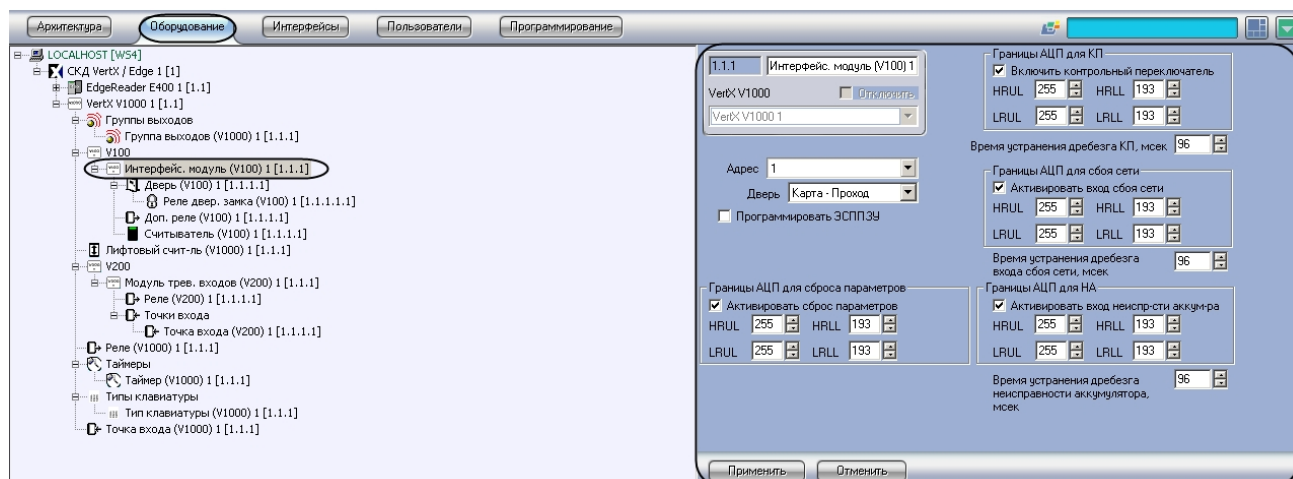 Архитектура Оборудование Интерфейсы Пользователи Программирование
LOCALHOST [WS4]
СКД VertX / Edge 1 [1]
EdgeReader E400 1 [1.1]
VertX V1000 1 [1.1]
Группы выходов
Группа выходов (V1000) 1 [1.1.1]
V100
Интерфейс. модуль (V100) 1 [1.1.1]
Дверь (V100) 1 [1.1.1.1]
Реле двер. замка (V100) 1 [1.1.1.1.1]
Доп. реле (V100) 1 [1.1.1.1]
Считыватель (V100) 1 [1.1.1.1]
Лифтовый счит-ль (V1000) 1 [1.1.1]
V200
Модуль трев. входов (V200) 1 [1.1.1]
Реле (V200) 1 [1.1.1.1]
Точки входа
Точка входа (V200) 1 [1.1.1.1]
Реле (V1000) 1 [1.1.1]
Таймеры
Таймер (V1000) 1 [1.1.1]
Типы клавиатуры
Тип клавиатуры (V1000) 1 [1.1.1]
Точка входа (V1000) 1 [1.1.1]
1.1.1 Интерфейс. модуль (V100) 1
VertX V1000 Отключить
VertX V1000 1
Адрес 1
Дверь Карта - Проход
Программировать ЭСППЗУ
Границы АЦП для сброса параметров
Активировать сброс параметров
HRUL 255 HRLL 193
LRUL 255 LRLL 193
Границы АЦП для КП
Включить контрольный переключатель
HRUL 255 HRLL 193
LRUL 255 LRLL 193
Время устранения дребезга КП, мсек 96
Границы АЦП для сбоя сети
Активировать вход сбоя сети
HRUL 255 HRLL 193
LRUL 255 LRLL 193
Время устранения дребезга 96
входа сбоя сети, мсек
Границы АЦП для НА
Активировать вход неиспр-сти аккум-ра
HRUL 255 HRLL 193
LRUL 255 LRLL 193
Время устранения дребезга 96
неисправности аккумулятора,
мсек
Применить Отменить